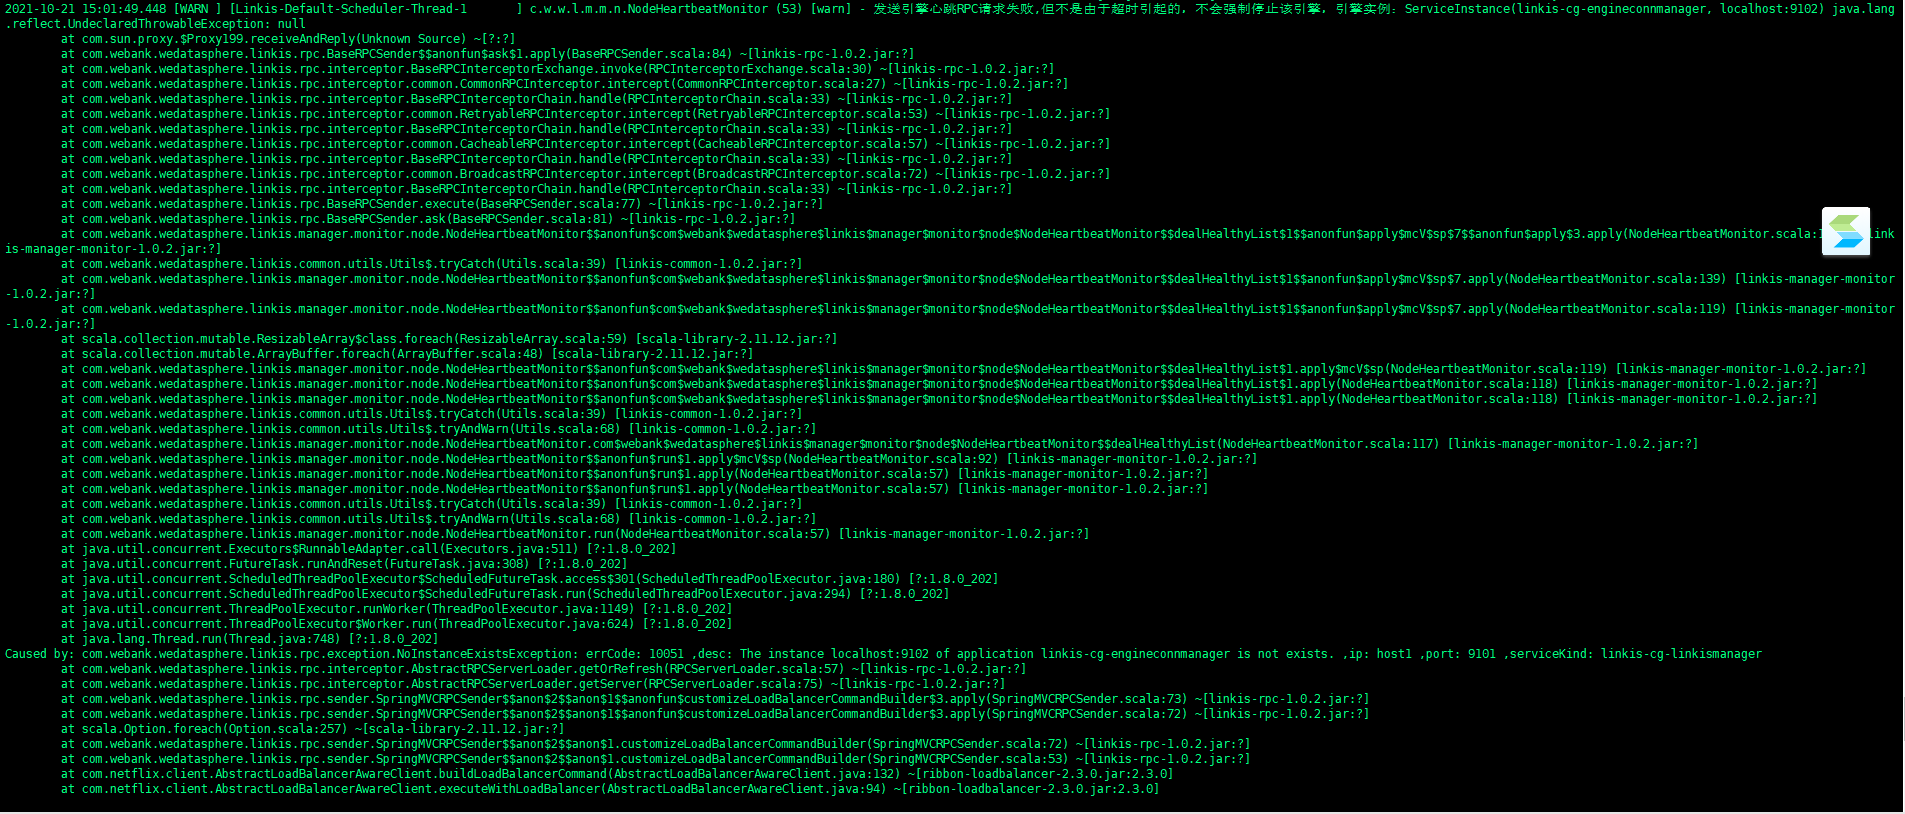 2021-10-21 15:01:49.448 [WARN ] [Linkis-Default-Scheduler-Thread-1       ] c.w.w.l.m.m.n.NodeHeartbeatMonitor (53) [warn] - 发送引擎心跳RPC请求失败,但不是由于超时引起的，不会强制停止该引擎，引擎实例：ServiceInstance(linkis-cg-engineconnmanager, localhost:9102) java.lang
.reflect.UndeclaredThrowableException: null
at com.sun.proxy.$Proxy199.receiveAndReply(Unknown Source) ~[?:?]
at com.webank.wedatasphere.linkis.rpc.BaseRPCSender$$anonfun$ask$1.apply(BaseRPCSender.scala:84) ~[linkis-rpc-1.0.2.jar:?]
at com.webank.wedatasphere.linkis.rpc.interceptor.BaseRPCInterceptorExchange.invoke(RPCInterceptorExchange.scala:30) ~[linkis-rpc-1.0.2.jar:?]
at com.webank.wedatasphere.linkis.rpc.interceptor.common.CommonRPCInterceptor.intercept(CommonRPCInterceptor.scala:27) ~[linkis-rpc-1.0.2.jar:?]
at com.webank.wedatasphere.linkis.rpc.interceptor.BaseRPCInterceptorChain.handle(RPCInterceptorChain.scala:33) ~[linkis-rpc-1.0.2.jar:?]
at com.webank.wedatasphere.linkis.rpc.interceptor.common.RetryableRPCInterceptor.intercept(RetryableRPCInterceptor.scala:53) ~[linkis-rpc-1.0.2.jar:?]
at com.webank.wedatasphere.linkis.rpc.interceptor.BaseRPCInterceptorChain.handle(RPCInterceptorChain.scala:33) ~[linkis-rpc-1.0.2.jar:?]
at com.webank.wedatasphere.linkis.rpc.interceptor.common.CacheableRPCInterceptor.intercept(CacheableRPCInterceptor.scala:57) ~[linkis-rpc-1.0.2.jar:?]
at com.webank.wedatasphere.linkis.rpc.interceptor.BaseRPCInterceptorChain.handle(RPCInterceptorChain.scala:33) ~[linkis-rpc-1.0.2.jar:?]
at com.webank.wedatasphere.linkis.rpc.interceptor.common.BroadcastRPCInterceptor.intercept(BroadcastRPCInterceptor.scala:72) ~[linkis-rpc-1.0.2.jar:?]
at com.webank.wedatasphere.linkis.rpc.interceptor.BaseRPCInterceptorChain.handle(RPCInterceptorChain.scala:33) ~[linkis-rpc-1.0.2.jar:?]
at com.webank.wedatasphere.linkis.rpc.BaseRPCSender.execute(BaseRPCSender.scala:77) ~[linkis-rpc-1.0.2.jar:?]
at com.webank.wedatasphere.linkis.rpc.BaseRPCSender.ask(BaseRPCSender.scala:81) ~[linkis-rpc-1.0.2.jar:?]
at com.webank.wedatasphere.linkis.manager.monitor.node.NodeHeartbeatMonitor$$anonfun$com$webank$wedatasphere$linkis$manager$monitor$node$NodeHeartbeatMonitor$$dealHealthyList$1$$anonfun$apply$mcV$sp$7$$anonfun$apply$3.apply(NodeHeartbeatMonitor.scala: link
is-manager-monitor-1.0.2.jar:?]
at com.webank.wedatasphere.linkis.common.utils.Utils$.tryCatch(Utils.scala:39) [linkis-common-1.0.2.jar:?]
at com.webank.wedatasphere.linkis.manager.monitor.node.NodeHeartbeatMonitor$$anonfun$com$webank$wedatasphere$linkis$manager$monitor$node$NodeHeartbeatMonitor$$dealHealthyList$1$$anonfun$apply$mcV$sp$7.apply(NodeHeartbeatMonitor.scala:139) [linkis-manager-monitor
-1.0.2.jar:?]
at com.webank.wedatasphere.linkis.manager.monitor.node.NodeHeartbeatMonitor$$anonfun$com$webank$wedatasphere$linkis$manager$monitor$node$NodeHeartbeatMonitor$$dealHealthyList$1$$anonfun$apply$mcV$sp$7.apply(NodeHeartbeatMonitor.scala:119) [linkis-manager-monitor
-1.0.2.jar:?]
at scala.collection.mutable.ResizableArray$class.foreach(ResizableArray.scala:59) [scala-library-2.11.12.jar:?]
at scala.collection.mutable.ArrayBuffer.foreach(ArrayBuffer.scala:48) [scala-library-2.11.12.jar:?]
at com.webank.wedatasphere.linkis.manager.monitor.node.NodeHeartbeatMonitor$$anonfun$com$webank$wedatasphere$linkis$manager$monitor$node$NodeHeartbeatMonitor$$dealHealthyList$1.apply$mcV$sp(NodeHeartbeatMonitor.scala:119) [linkis-manager-monitor-1.0.2.jar:?]
at com.webank.wedatasphere.linkis.manager.monitor.node.NodeHeartbeatMonitor$$anonfun$com$webank$wedatasphere$linkis$manager$monitor$node$NodeHeartbeatMonitor$$dealHealthyList$1.apply(NodeHeartbeatMonitor.scala:118) [linkis-manager-monitor-1.0.2.jar:?]
at com.webank.wedatasphere.linkis.manager.monitor.node.NodeHeartbeatMonitor$$anonfun$com$webank$wedatasphere$linkis$manager$monitor$node$NodeHeartbeatMonitor$$dealHealthyList$1.apply(NodeHeartbeatMonitor.scala:118) [linkis-manager-monitor-1.0.2.jar:?]
at com.webank.wedatasphere.linkis.common.utils.Utils$.tryCatch(Utils.scala:39) [linkis-common-1.0.2.jar:?]
at com.webank.wedatasphere.linkis.common.utils.Utils$.tryAndWarn(Utils.scala:68) [linkis-common-1.0.2.jar:?]
at com.webank.wedatasphere.linkis.manager.monitor.node.NodeHeartbeatMonitor.com$webank$wedatasphere$linkis$manager$monitor$node$NodeHeartbeatMonitor$$dealHealthyList(NodeHeartbeatMonitor.scala:117) [linkis-manager-monitor-1.0.2.jar:?]
at com.webank.wedatasphere.linkis.manager.monitor.node.NodeHeartbeatMonitor$$anonfun$run$1.apply$mcV$sp(NodeHeartbeatMonitor.scala:92) [linkis-manager-monitor-1.0.2.jar:?]
at com.webank.wedatasphere.linkis.manager.monitor.node.NodeHeartbeatMonitor$$anonfun$run$1.apply(NodeHeartbeatMonitor.scala:57) [linkis-manager-monitor-1.0.2.jar:?]
at com.webank.wedatasphere.linkis.manager.monitor.node.NodeHeartbeatMonitor$$anonfun$run$1.apply(NodeHeartbeatMonitor.scala:57) [linkis-manager-monitor-1.0.2.jar:?]
at com.webank.wedatasphere.linkis.common.utils.Utils$.tryCatch(Utils.scala:39) [linkis-common-1.0.2.jar:?]
at com.webank.wedatasphere.linkis.common.utils.Utils$.tryAndWarn(Utils.scala:68) [linkis-common-1.0.2.jar:?]
at com.webank.wedatasphere.linkis.manager.monitor.node.NodeHeartbeatMonitor.run(NodeHeartbeatMonitor.scala:57) [linkis-manager-monitor-1.0.2.jar:?]
at java.util.concurrent.Executors$RunnableAdapter.call(Executors.java:511) [?:1.8.0_202]
at java.util.concurrent.FutureTask.runAndReset(FutureTask.java:308) [?:1.8.0_202]
at java.util.concurrent.ScheduledThreadPoolExecutor$ScheduledFutureTask.access$301(ScheduledThreadPoolExecutor.java:180) [?:1.8.0_202]
at java.util.concurrent.ScheduledThreadPoolExecutor$ScheduledFutureTask.run(ScheduledThreadPoolExecutor.java:294) [?:1.8.0_202]
at java.util.concurrent.ThreadPoolExecutor.runWorker(ThreadPoolExecutor.java:1149) [?:1.8.0_202]
at java.util.concurrent.ThreadPoolExecutor$Worker.run(ThreadPoolExecutor.java:624) [?:1.8.0_202]
at java.lang.Thread.run(Thread.java:748) [?:1.8.0_202]
Caused by: com.webank.wedatasphere.linkis.rpc.exception.NoInstanceExistsException: errCode: 10051 ,desc: The instance localhost:9102 of application linkis-cg-engineconnmanager is not exists. ,ip: host1 ,port: 9101 ,serviceKind: linkis-cg-linkismanager
at com.webank.wedatasphere.linkis.rpc.interceptor.AbstractRPCServerLoader.getOrRefresh(RPCServerLoader.scala:57) ~[linkis-rpc-1.0.2.jar:?]
at com.webank.wedatasphere.linkis.rpc.interceptor.AbstractRPCServerLoader.getServer(RPCServerLoader.scala:75) ~[linkis-rpc-1.0.2.jar:?]
at com.webank.wedatasphere.linkis.rpc.sender.SpringMVCRPCSender$$anon$2$$anon$1$$anonfun$customizeLoadBalancerCommandBuilder$3.apply(SpringMVCRPCSender.scala:73) ~[linkis-rpc-1.0.2.jar:?]
at com.webank.wedatasphere.linkis.rpc.sender.SpringMVCRPCSender$$anon$2$$anon$1$$anonfun$customizeLoadBalancerCommandBuilder$3.apply(SpringMVCRPCSender.scala:72) ~[linkis-rpc-1.0.2.jar:?]
at scala.Option.foreach(Option.scala:257) ~[scala-library-2.11.12.jar:?]
at com.webank.wedatasphere.linkis.rpc.sender.SpringMVCRPCSender$$anon$2$$anon$1.customizeLoadBalancerCommandBuilder(SpringMVCRPCSender.scala:72) ~[linkis-rpc-1.0.2.jar:?]
at com.webank.wedatasphere.linkis.rpc.sender.SpringMVCRPCSender$$anon$2$$anon$1.customizeLoadBalancerCommandBuilder(SpringMVCRPCSender.scala:53) ~[linkis-rpc-1.0.2.jar:?]
at com.netflix.client.AbstractLoadBalancerAwareClient.buildLoadBalancerCommand(AbstractLoadBalancerAwareClient.java:132) ~[ribbon-loadbalancer-2.3.0.jar:2.3.0]
at com.netflix.client.AbstractLoadBalancerAwareClient.executeWithLoadBalancer(AbstractLoadBalancerAwareClient.java:94) ~[ribbon-loadbalancer-2.3.0.jar:2.3.0]